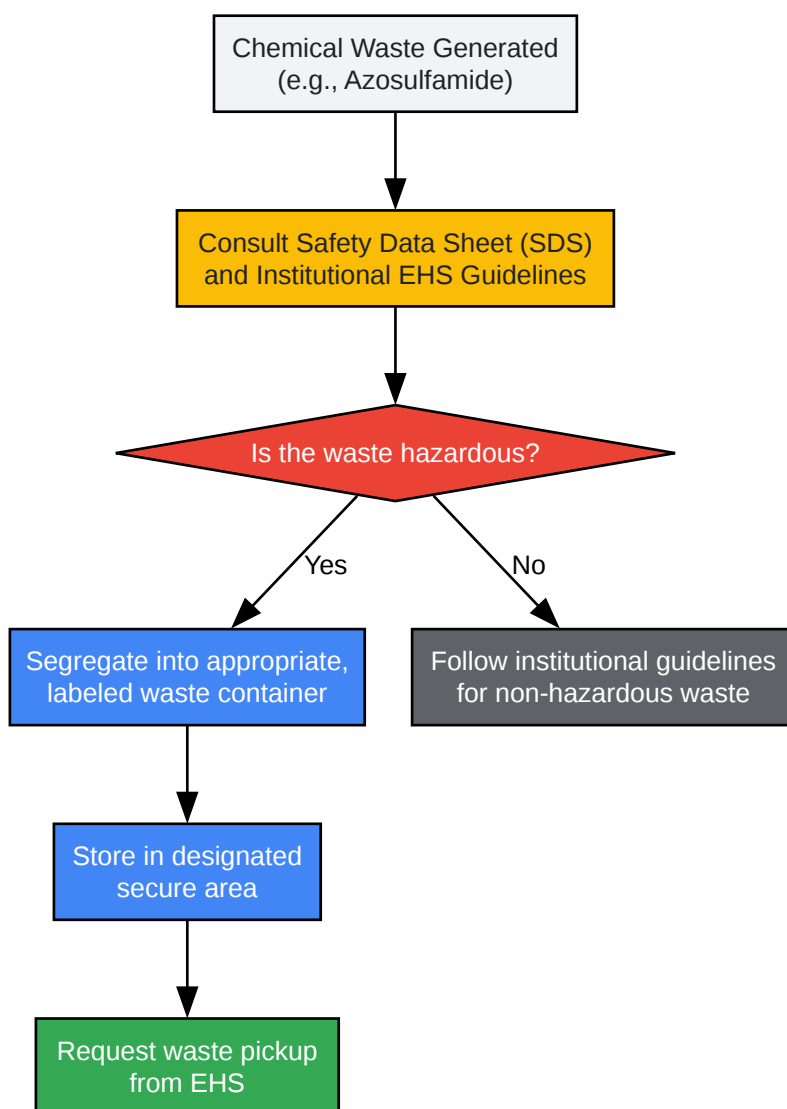 Chemical Waste Generated
(e.g., Azosulfamide)
Consult Safety Data Sheet (SDS)
and Institutional EHS Guidelines
Is the waste hazardous?
Yes
No
Segregate into appropriate,
labeled waste container
Follow institutional guidelines
for non-hazardous waste
Store in designated
secure area
Request waste pickup
from EHS